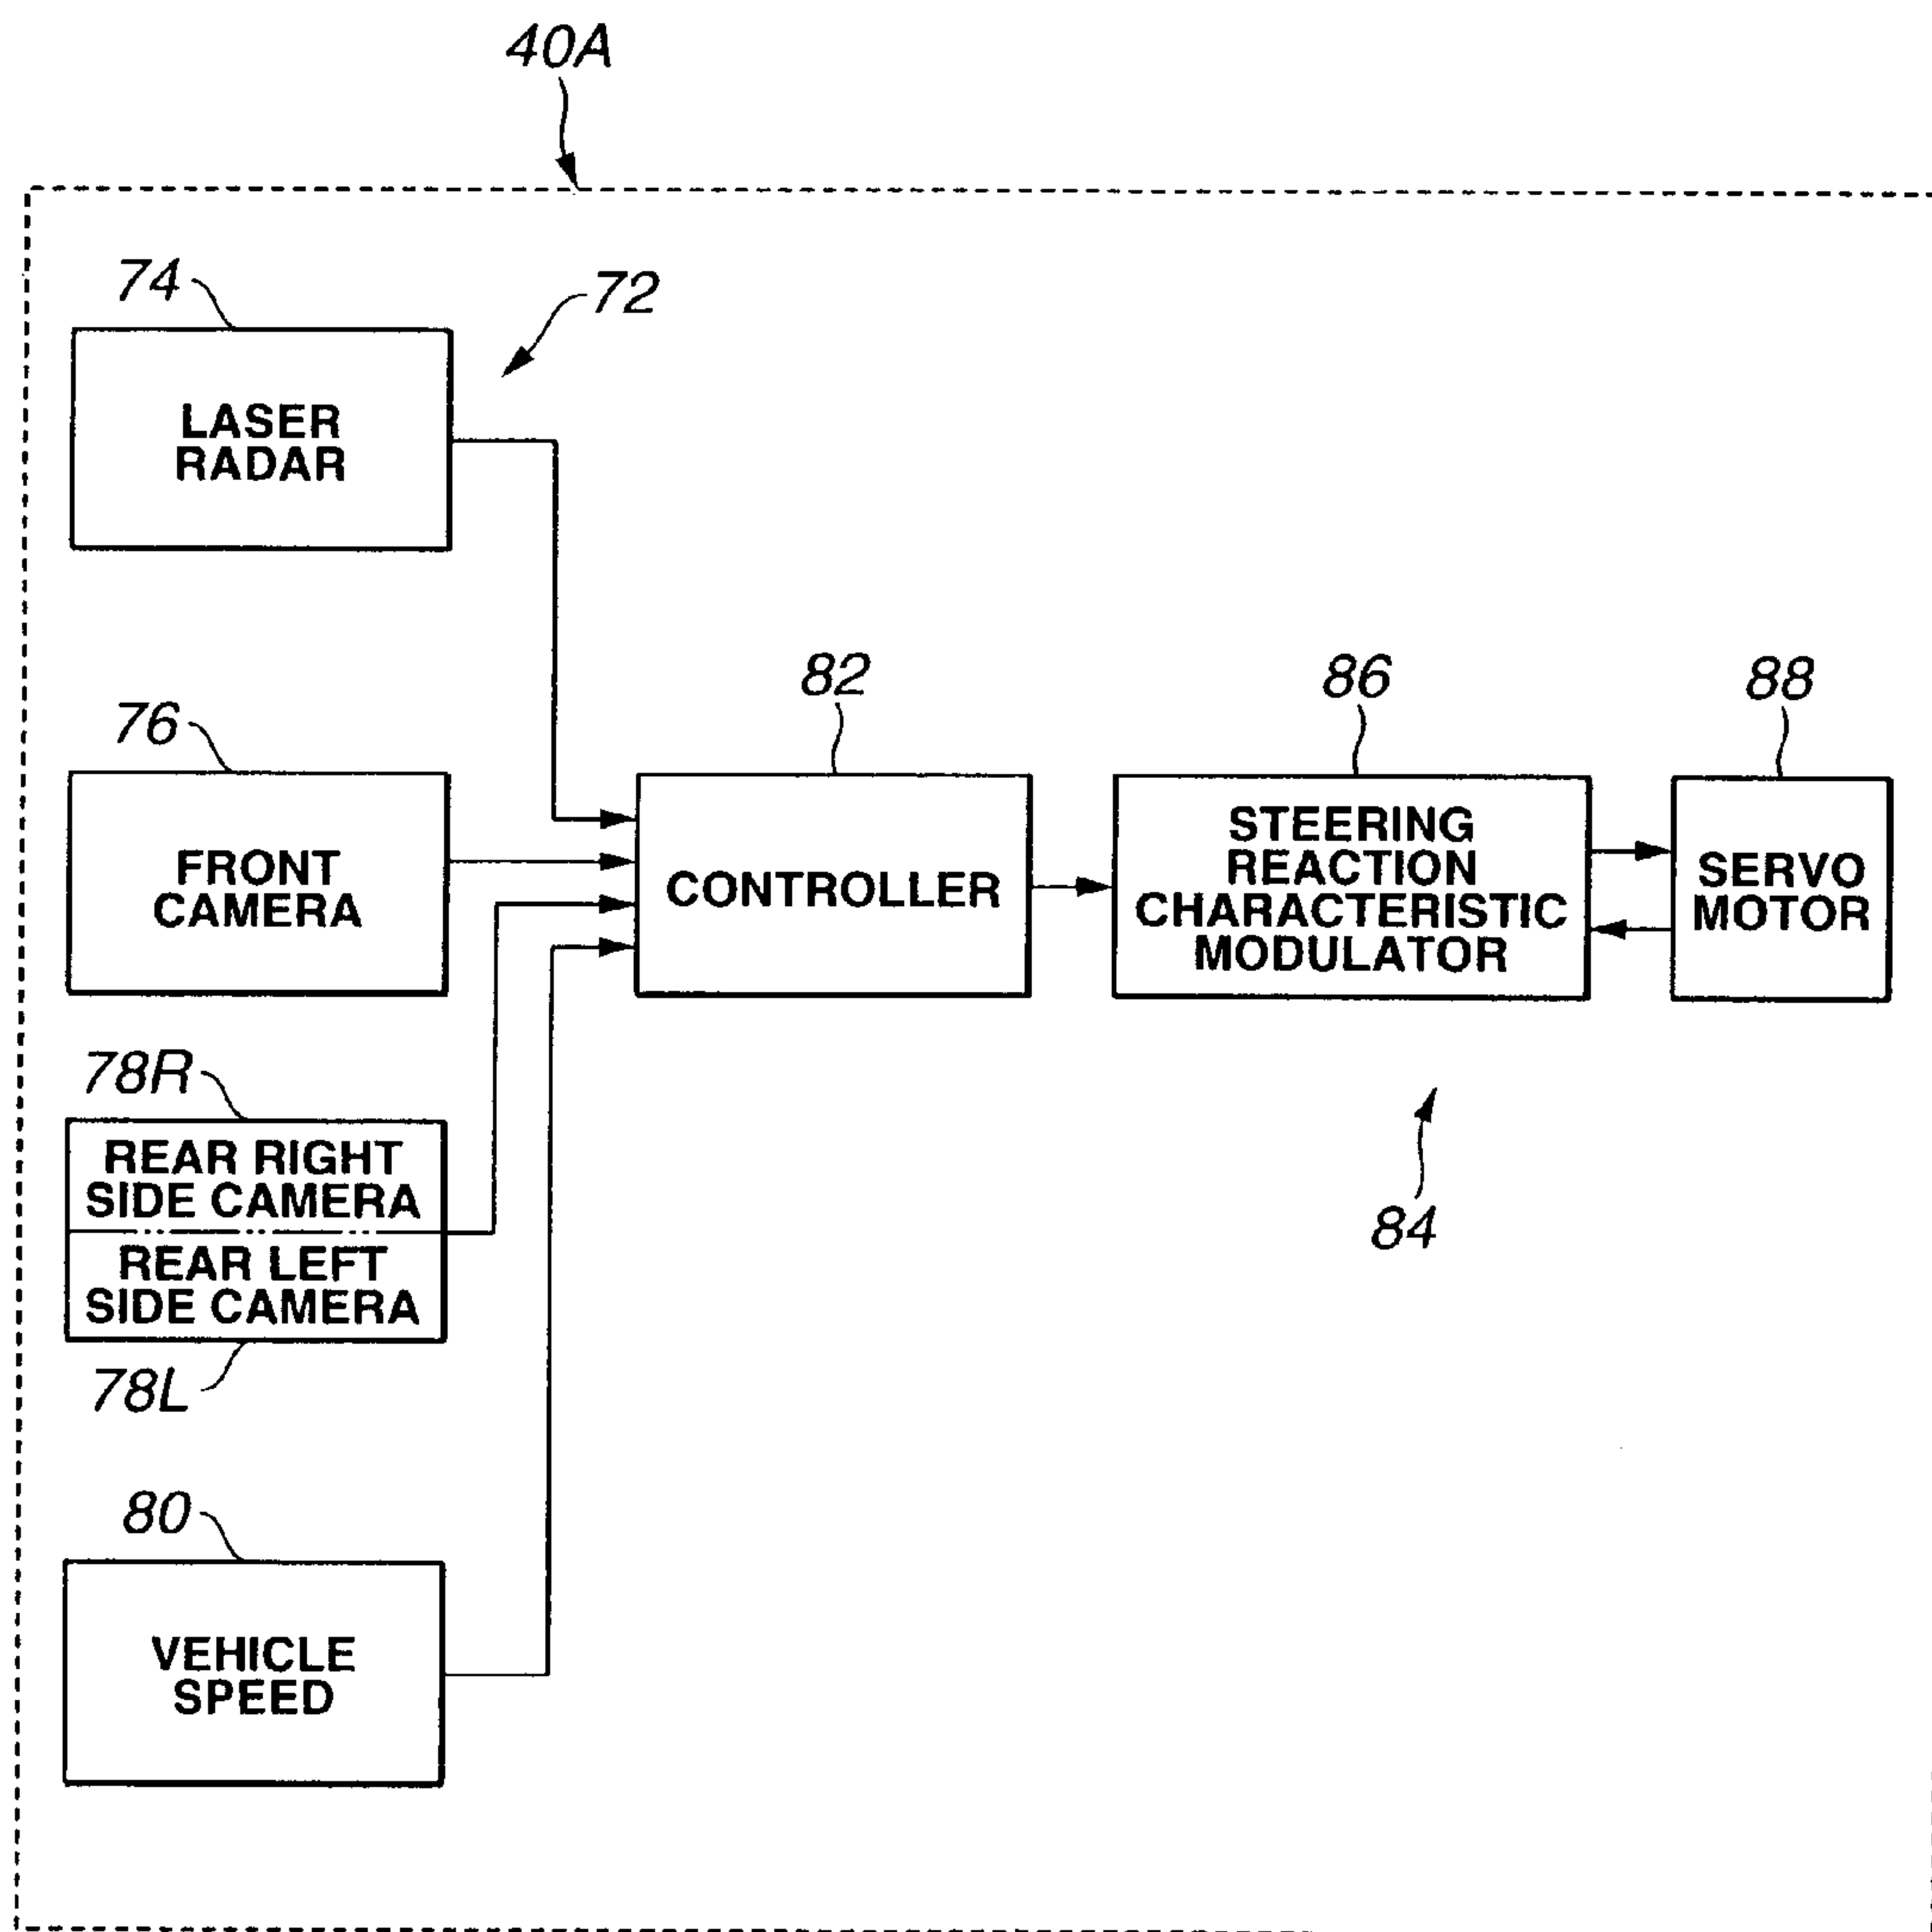 40A
74
72
LASER
RADAR
76
82
86
88
FRONT
CAMERA
CONTROLLER
STEERING
REACTION
CHARACTERISTIC
MODULATOR
SERVO
MOTOR
78R
REAR RIGHT
SIDE CAMERA
REAR LEFT
SIDE CAMERA
84
78L
80
VEHICLE
SPEED